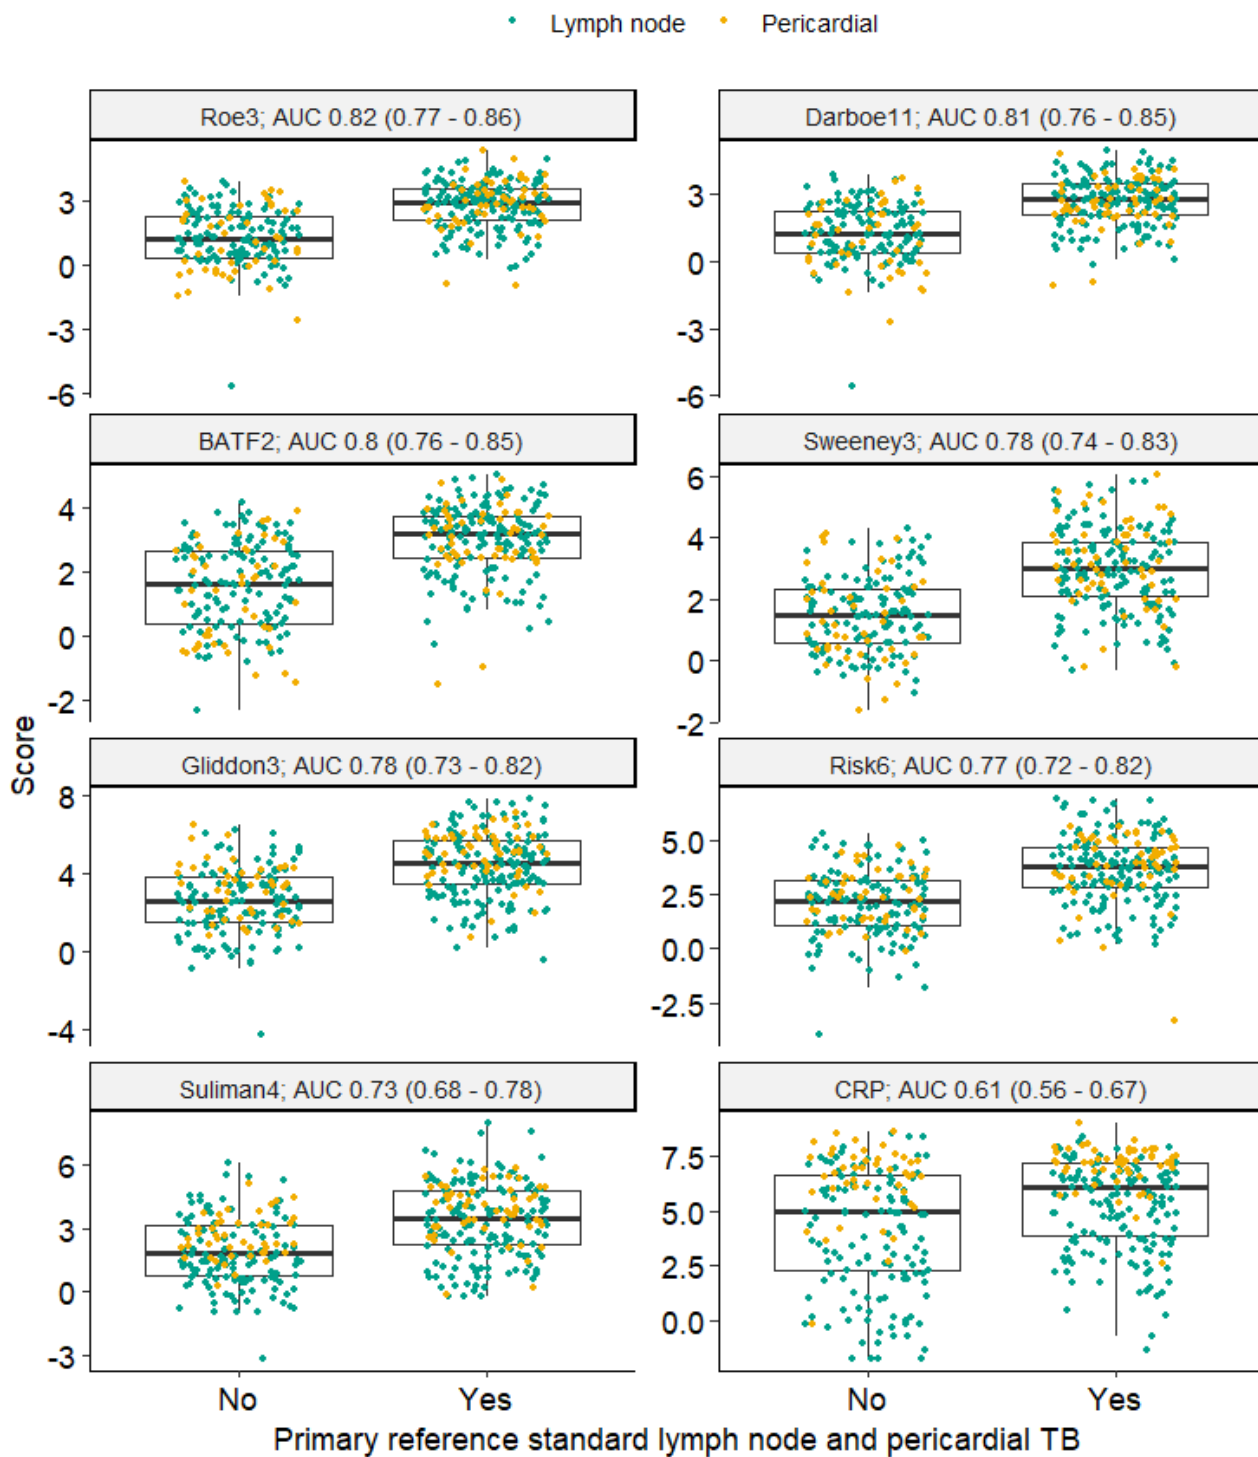 Lymph node Pericardial
Roe3; AUC 0.82 (0.77 - 0.86)
3
0
-3
-6
Darboe11; AUC 0.81 (0.76 - 0.85)
3
0
-3
-6
BATF2; AUC 0.8 (0.76 - 0.85)
4
2
0
-2
Sweeney3; AUC 0.78 (0.74 - 0.83)
6
4
2
0
-2
Score
Gliddon3; AUC 0.78 (0.73 - 0.82)
8
4
0
-4
Risk6; AUC 0.77 (0.72 - 0.82)
5.0
2.5
0.0
-2.5
Suliman4; AUC 0.73 (0.68 - 0.78)
6
3
0
-3
No Yes
CRP; AUC 0.61 (0.56 - 0.67)
7.5
5.0
2.5
0.0
No Yes
Primary reference standard lymph node and pericardial TB